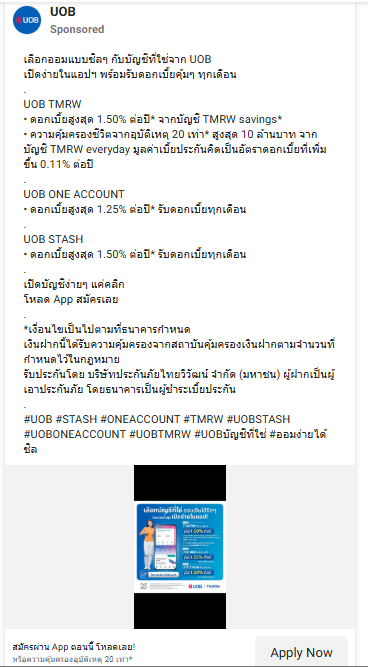 UOB
UOB
Sponsored
เลือกออมแบบชิลๆ กับบัญชีที่ใช่จาก UOB
เปิดง่ายในแอปฯ พร้อมรับดอกเบี้ยคุ้มๆ ทุกเดือน
.
UOB TMRW
• ดอกเบี้ยสูงสุด 1.50% ต่อปี* จากบัญชี TMRW savings*
• ความคุ้มครองชีวิตจากอุบัติเหตุ 20 เท่า* สูงสุด 10 ล้านบาท จาก
บัญชี TMRW everyday มูลค่าเบี้ยประกันคิดเป็นอัตราดอกเบี้ยที่เพิ่ม
ขึ้น 0.11% ต่อปี
.
UOB ONE ACCOUNT
• ดอกเบี้ยสูงสุด 1.25% ต่อปี* รับดอกเบี้ยทุกเดือน
.
UOB STASH
• ดอกเบี้ยสูงสุด 1.50% ต่อปี* รับดอกเบี้ยทุกเดือน
.
เปิดบัญชีง่ายๆ แค่คลิก
โหลด App สมัครเลย
.
*เงื่อนไขเป็นไปตามที่ธนาคารกำหนด
เงินฝากนี้ได้รับความคุ้มครองจากสถาบันคุ้มครองเงินฝากตามจำนวนที่
กำหนดไว้ในกฎหมาย
รับประกันโดย บริษัทประกันภัยไทยวิวัฒน์ จำกัด (มหาชน) ผู้ฝากเป็นผู้
เอาประกันภัย โดยธนาคารเป็นผู้ชำระเบี้ยประกัน
.
#UOB #STASH #ONEACCOUNT #TMRW #UOBSTASH
#UOBONEACCOUNT #UOBTMRW #UOBบัญชีที่ใช่ #ออมง่ายได้
ชิล
เลือกบัญชีที่ใช่
เปิดง่ายในแอป!
1.50%
1.25%
1.50%
UOB TMRW
สมัครผ่าน App ตอนนี้ โหลดเลย!
ฟรีความคุ้มครองอุบัติเหตุ 20 เท่า*
Apply Now